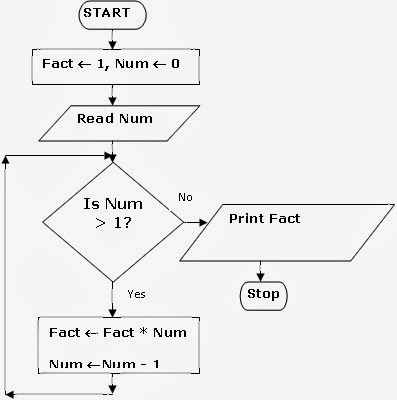 START
Fact ← 1, Num ← 0
Read Num
Is Num
> 1?
No
Print Fact
Stop
Yes
Fact ← Fact * Num
Num ←Num - 1